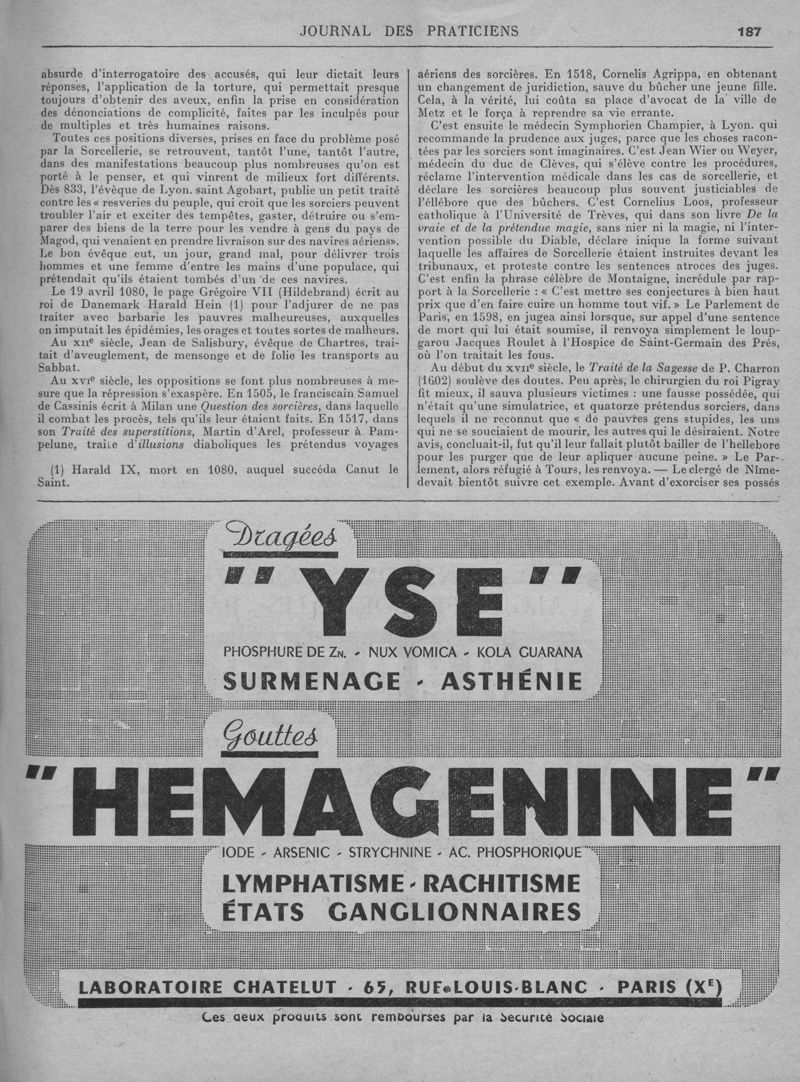 JOURNAL DES PRATICIENS
187
absurde d'interrogatoire des accusés, qui leur dictait leurs
réponses, l'application de la torture, qui permettait presque
toujours d'obtenir des aveux, enfin la prise en considération
des dénonciations de complicité, faites par les inculpés pour
de multiples et très humaines raisons.
Toutes ces positions diverses, prises en face du problème posé
par la Sorcellerie, se retrouvent, tantôt l'une, tantôt l'autre,
dans des manifestations beaucoup plus nombreuses qu'on est
porté à le penser, et qui vinrent de milieux fort différents.
Dès 833, l'évêque de Lyon. saint Agobart, publie un petit traité
contre les « resveries du peuple, qui croit que les sorciers peuvent
troubler l'air et exciter des tempêtes, gaster, détruire ou s'em-
parer des biens de la terre pour les vendre à gens du pays de
Magod, qui venaient en prendre livraison sur des navires aériens».
Le bon évêque eut, un jour, grand mal, pour délivrer trois
hommes et une femme d'entre les mains d'une populace, qui
prétendait qu'ils étaient tombés d'un de ces navires.
Le 19 avril 1080, le page Grégoire VII (Hildebrand) écrit au
roi de Danemark Harald Hein (1) pour l'adjurer de ne pas
traiter avec barbarie les pauvres malheureuses, auxquelles
on imputait les épidémies, les orages et toutes sortes de malheurs.
Au XIIe siècle, Jean de Salisbury, évêque de Chartres, trai-
tait d'aveuglement, de mensonge et de folie les transports au
Sabbat.
Au XVIe siècle, les oppositions se font plus nombreuses à me-
sure que la répression s'exaspère. En 1505, le franciscain Samuel
de Cassinis écrit à Milan une Question des sorcières, dans laquelle
il combat les procès, tels qu'ils leur étaient faits. En 1517, dans
son Traité des superstitions, Martin d'Arel, professeur à Pam-
pelune, traite d'illusions diaboliques les prétendus voyages
(1) Harald IX, mort en 1080, auquel succéda Canut le
Saint.
aériens des sorcières. En 1518, Cornelis Agrippa, en obtenant
un changement de juridiction, sauve du bûcher une jeune fille.
Cela, à la vérité, lui coûta sa place d'avocat de la ville de
Metz et le força à reprendre sa vie errante.
C'est ensuite le médecin Symphorien Champier, à Lyon. qui
recommande la prudence aux juges, parce que les choses racon-
tées par les sorciers sont imaginaires. C'est Jean Wier ou Weyer,
médecin du duc de Clèves, qui s'élève contre les procédures,
réclame l'intervention médicale dans les cas de sorcellerie, et
déclare les sorcières beaucoup plus souvent justiciables de
l'éllébore que des bûchers. C'est Cornelius Loos, professeur
catholique à l'Université de Trèves, qui dans son livre De la
vraie et de la prétendue magie, sans nier ni la magie, ni l'inter-
vention possible du Diable, déclare inique la forme suivant
laquelle les affaires de Sorcellerie étaient instruites devant les
tribunaux, et proteste contre les sentences atroces des juges.
C'est enfin la phrase célèbre de Montaigne, incrédule par rap-
port à la Sorcellerie : « C'est mettre ses conjectures à bien haut
prix que d'en faire cuire un homme tout vif. » Le Parlement de
Paris, en 1598, en jugea ainsi lorsque, sur appel d'une sentence
de mort qui lui était soumise, il renvoya simplement le loup-
garou Jacques Roulet à l'Hospice de Saint-Germain des Prés,
où l'on traitait les fous.
Au début du XVIIe siècle, le Traité de la Sagesse de P. Charron
(1602) soulève des doutes. Peu après, le chirurgien du roi Pigray
fit mieux, il sauva plusieurs victimes : une fausse possédée, qui
n'était qu'une simulatrice, et quatorze prétendus sorciers, dans
lequels il ne reconnut que « de pauvres gens stupides, les uns
qui ne se souciaient de mourir, les autres qui le désiraient. Notre
avis, concluait-il, fut qu'il leur fallait plutôt bailler de l'hellebore
pour les purger que de leur apliquer aucune peine. » Le Par-
lement, alors réfugié à Tours, les renvoya. — Le clergé de Nîme-
devait bientôt suivre cet exemple. Avant d'exorciser ses possés
Dragées
"YSE"
PHOSPHURE DE ZN. - NUX VOMICA - KOLA GUARANA
SURMENAGE - ASTHÉNIE
Gouttes
"HEMAGENINE"
IODE - ARSENIC - STRYCHNINE - AC. PHOSPHORIQUE
LYMPHATISME - RACHITISME
ÉTATS GANGLIONNAIRES
LABORATOIRE CHATELUT - 65, RUE LOUIS-BLANC - PARIS (XE)
Ces deux produits sont remboursés par la Sécurité Sociale